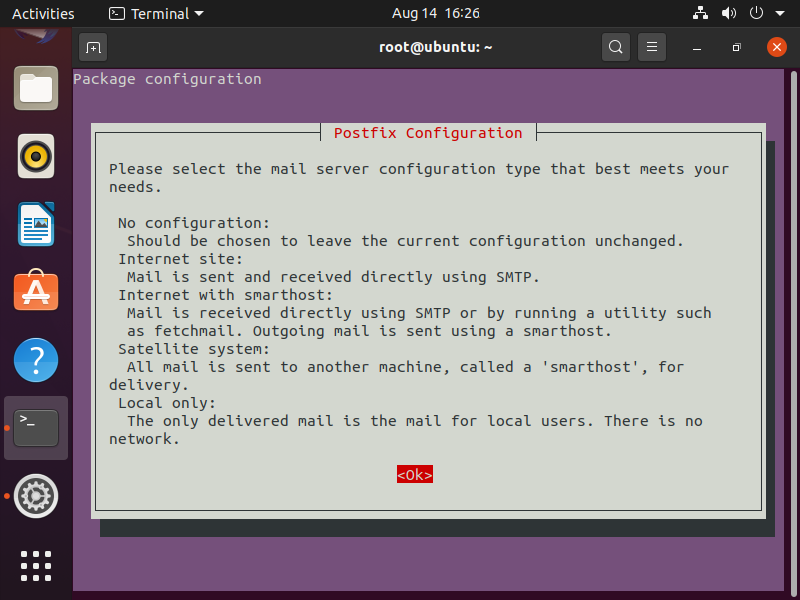 Activities
Terminal
Aug 14 16:26
root@ubuntu: ~
Package configuration
Postfix Configuration
Please select the mail server configuration type that best meets your
needs.
No configuration:
Should be chosen to leave the current configuration unchanged.
Internet site:
Mail is sent and received directly using SMTP.
Internet with smarthost:
Mail is received directly using SMTP or by running a utility such
as fetchmail. Outgoing mail is sent using a smarthost.
Satellite system:
All mail is sent to another machine, called a 'smarthost', for
delivery.
Local only:
The only delivered mail is the mail for local users. There is no
network.
<Ok>